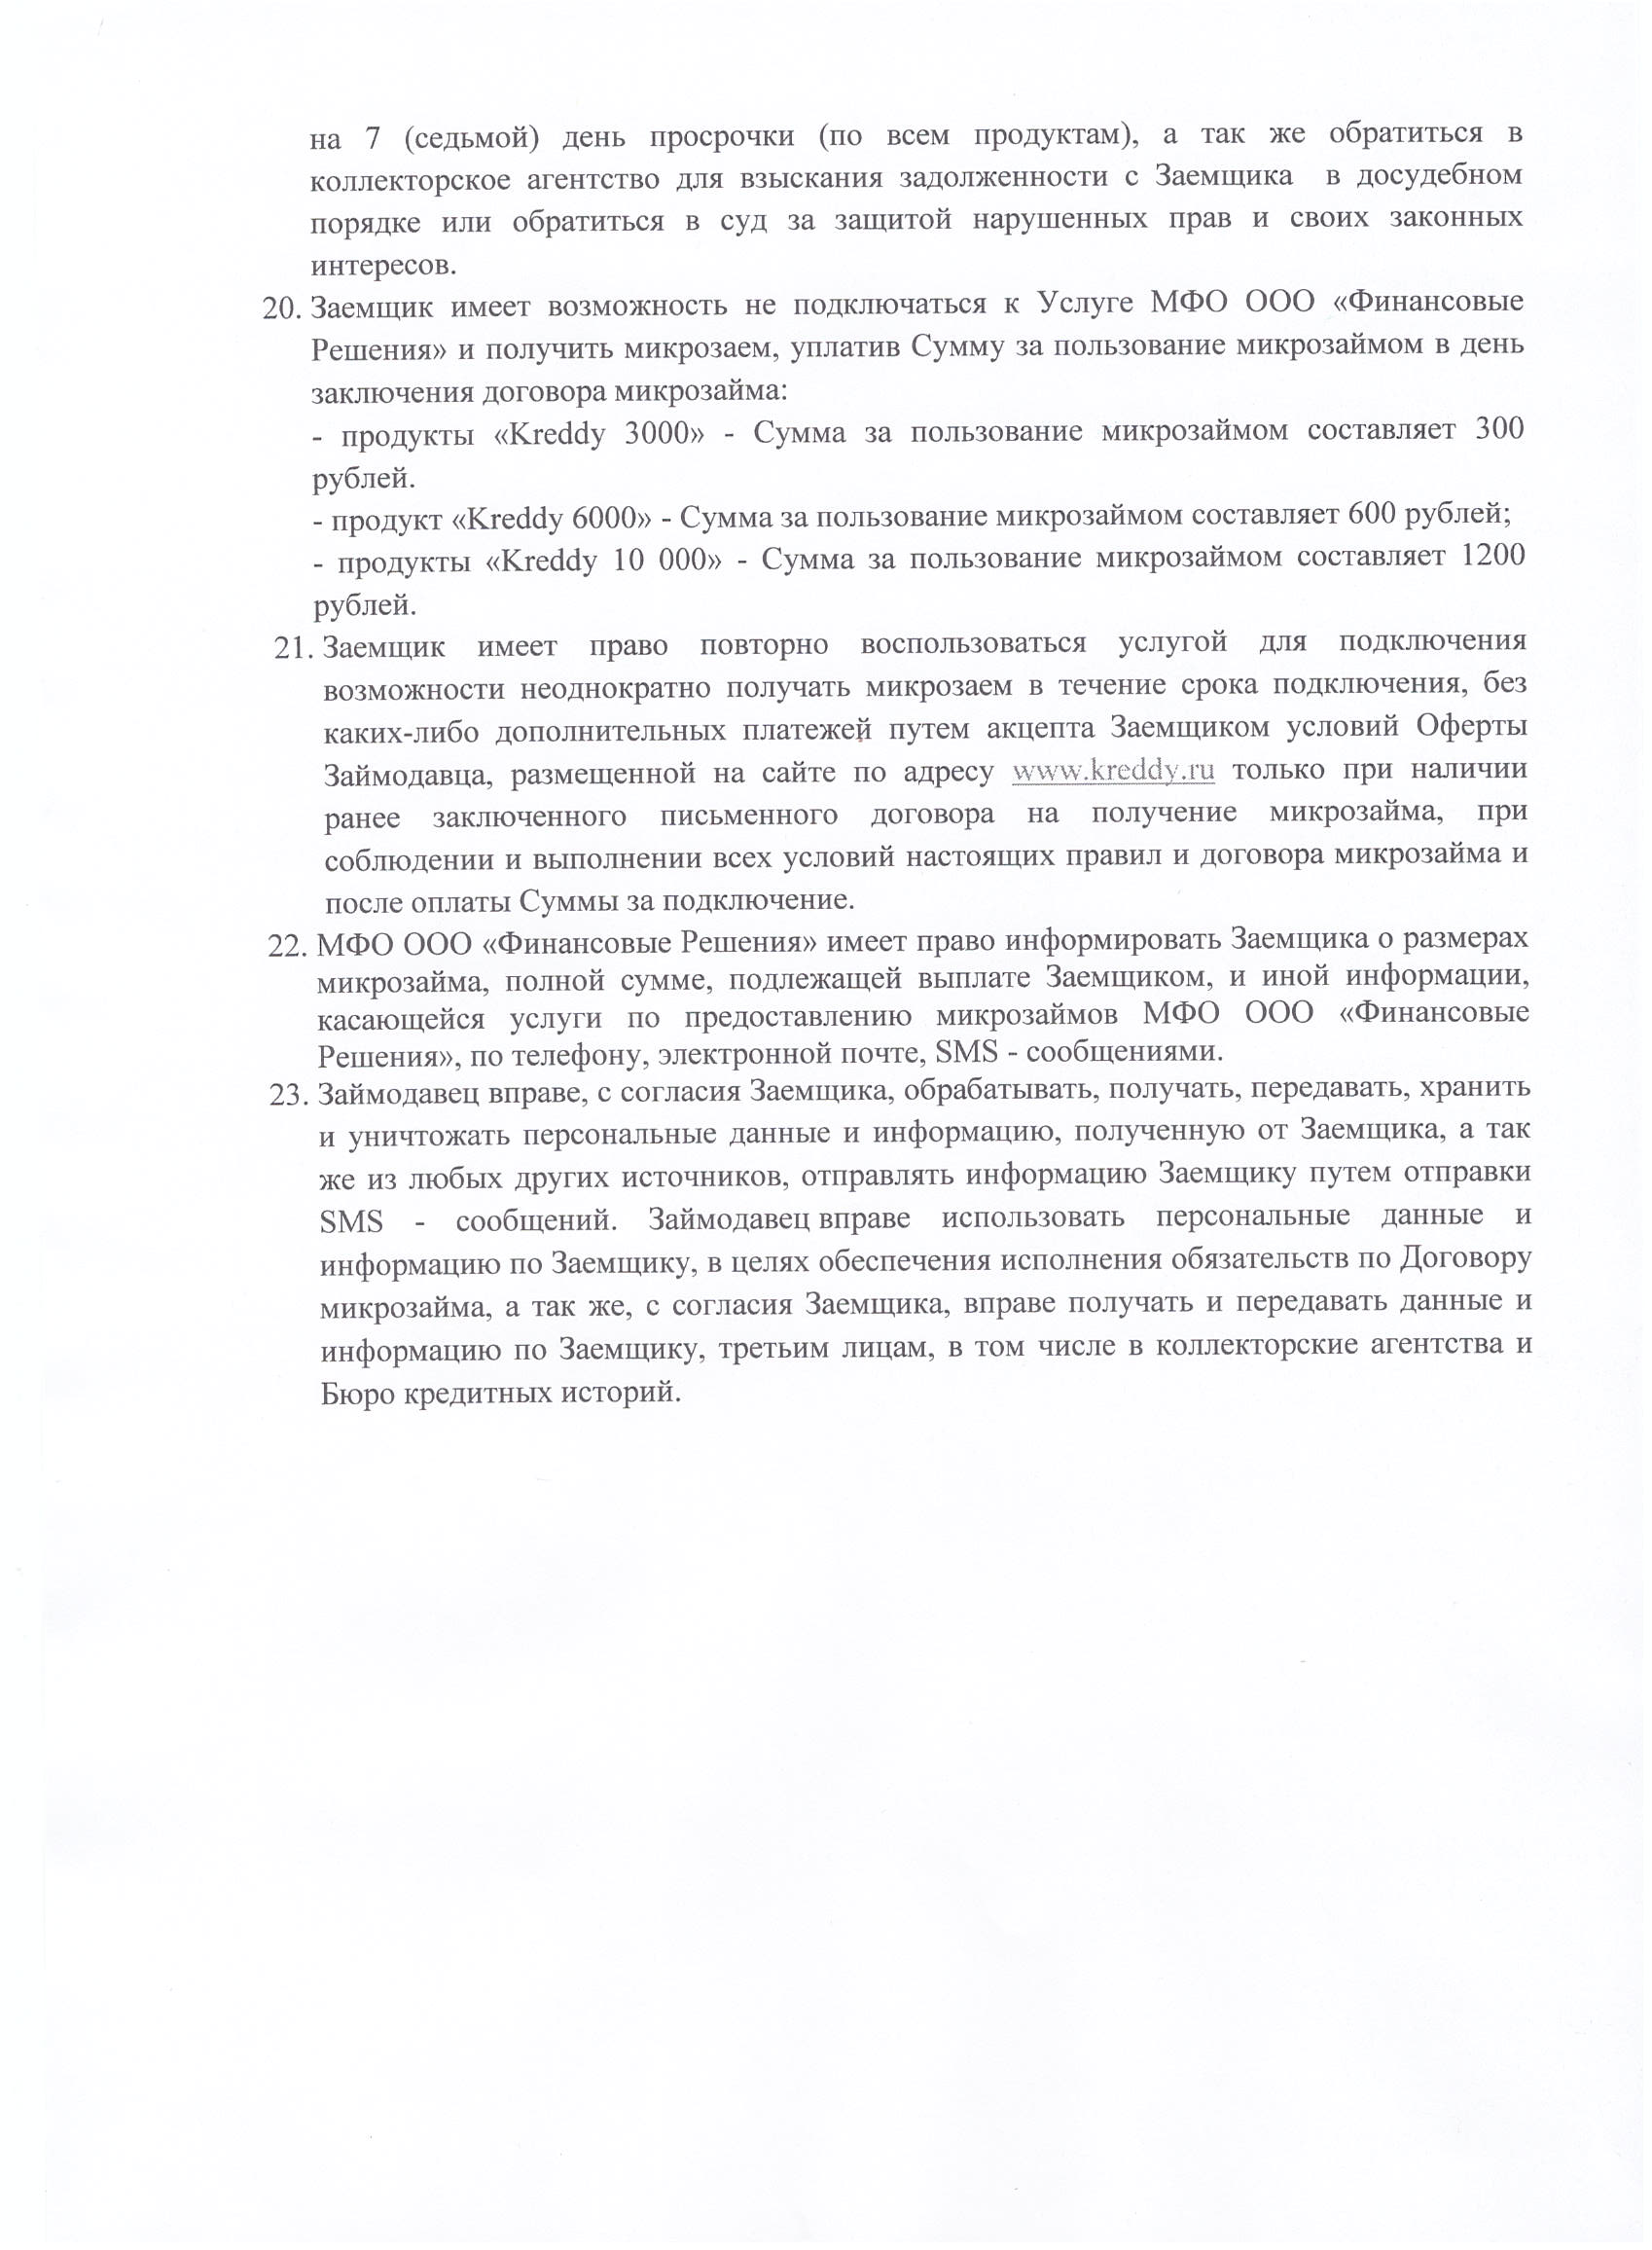 на 7 (седьмой) день просрочки (по всем продуктам), а так же обратиться в
коллекторское агентство для взыскания задолженности с Заемщика в досудебном
порядке или обратиться в суд за защитой нарушенных прав и своих законных
интересов.
20. Заемщик имеет возможность не подключаться к Услуге МФО ООО «Финансовые
Решения» и получить микрозаем, уплатив Сумму за пользование микрозаймом в день
заключения договора микрозайма:
- продукты «Kreddy 3000» - Сумма за пользование микрозаймом составляет 300
рублей.
- продукт «Kreddy 6000» - Сумма за пользование микрозаймом составляет 600 рублей;
- продукты «Kreddy 10 000» - Сумма за пользование микрозаймом составляет 1200
рублей.
21. Заемщик имеет право повторно воспользоваться услугой для подключения
возможности неоднократно получать микрозаем в течение срока подключения, без
каких-либо дополнительных платежей путем акцепта Заемщиком условий Оферты
Займодавца, размещенной на сайте по адресу www.kreddy.ru только при наличии
ранее заключенного письменного договора на получение микрозайма, при
соблюдении и выполнении всех условий настоящих правил и договора микрозайма и
после оплаты Суммы за подключение.
22. МФО ООО «Финансовые Решения» имеет право информировать Заемщика о размерах
микрозайма, полной сумме, подлежащей выплате Заемщиком, и иной информации,
касающейся услуги по предоставлению микрозаймов МФО ООО «Финансовые
Решения», по телефону, электронной почте, SMS - сообщениями.
23. Займодавец вправе, с согласия Заемщика, обрабатывать, получать, передавать, хранить
и уничтожать персональные данные и информацию, полученную от Заемщика, а так
же из любых других источников, отправлять информацию Заемщику путем отправки
SMS - сообщений. Займодавец вправе использовать персональные данные и
информацию по Заемщику, в целях обеспечения исполнения обязательств по Договору
микрозайма, а так же, с согласия Заемщика, вправе получать и передавать данные и
информацию по Заемщику, третьим лицам, в том числе в коллекторские агентства и
Бюро кредитных историй.